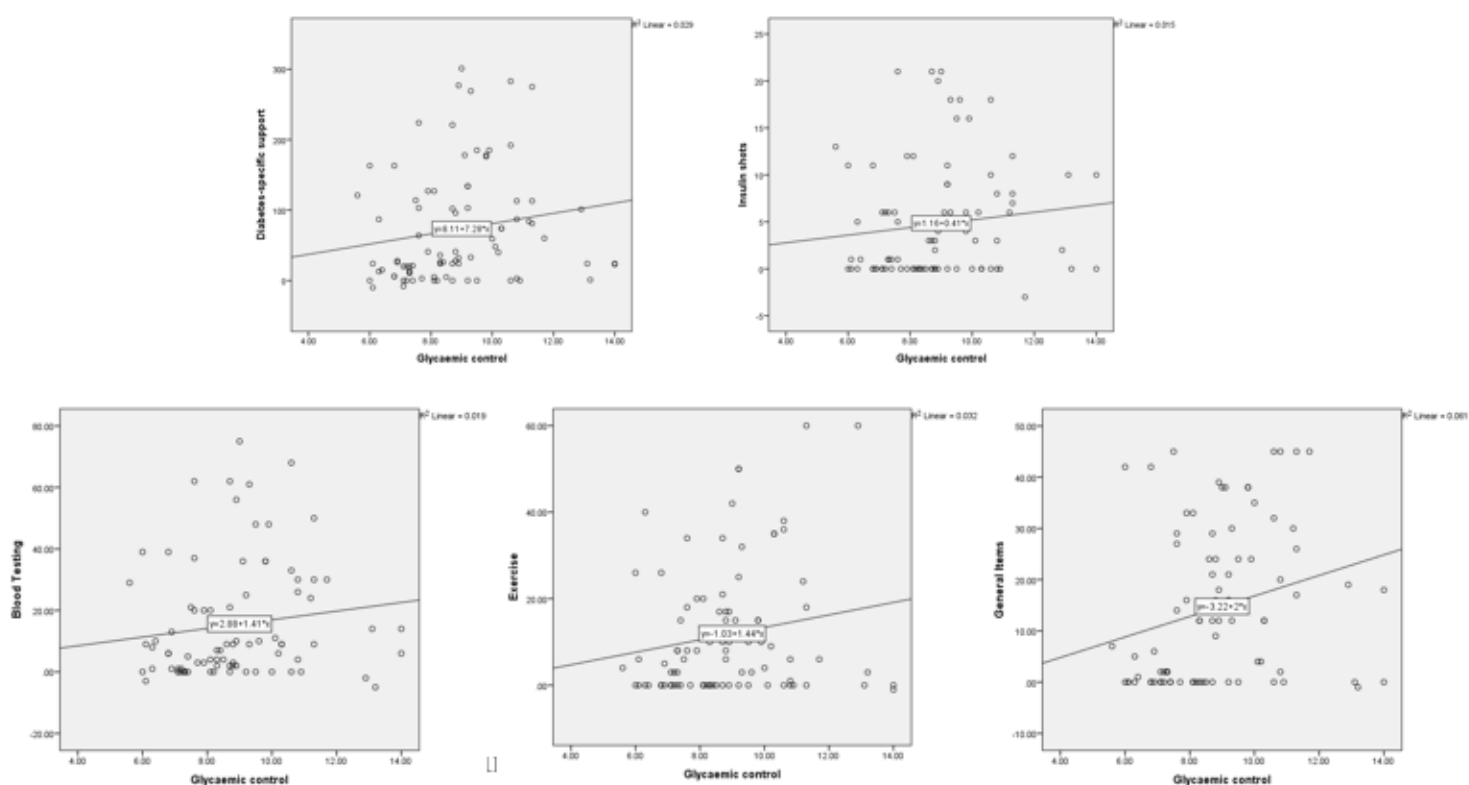 R² Linear = 0.029
300
200
100
0
Diabetes-specific support
y=8.11+7.28*x
4.00 6.00 8.00 10.00 12.00 14.00
Glycaemic control
R² Linear = 0.015
25
20
15
10
5
0
-5
Insulin shots
y=1.16+0.41*x
4.00 6.00 8.00 10.00 12.00 14.00
Glycaemic control
R² Linear = 0.019
80.00
60.00
40.00
20.00
.00
-20.00
Blood Testing
y=2.88+1.41*x
4.00 6.00 8.00 10.00 12.00 14.00
Glycaemic control
R² Linear = 0.032
60.00
40.00
20.00
.00
Exercise
y=-1.03+1.44*x
4.00 6.00 8.00 10.00 12.00 14.00
Glycaemic control
R² Linear = 0.061
50.00
40.00
30.00
20.00
10.00
.00
-10.00
General Items
y=-3.22+2*x
4.00 6.00 8.00 10.00 12.00 14.00
Glycaemic control